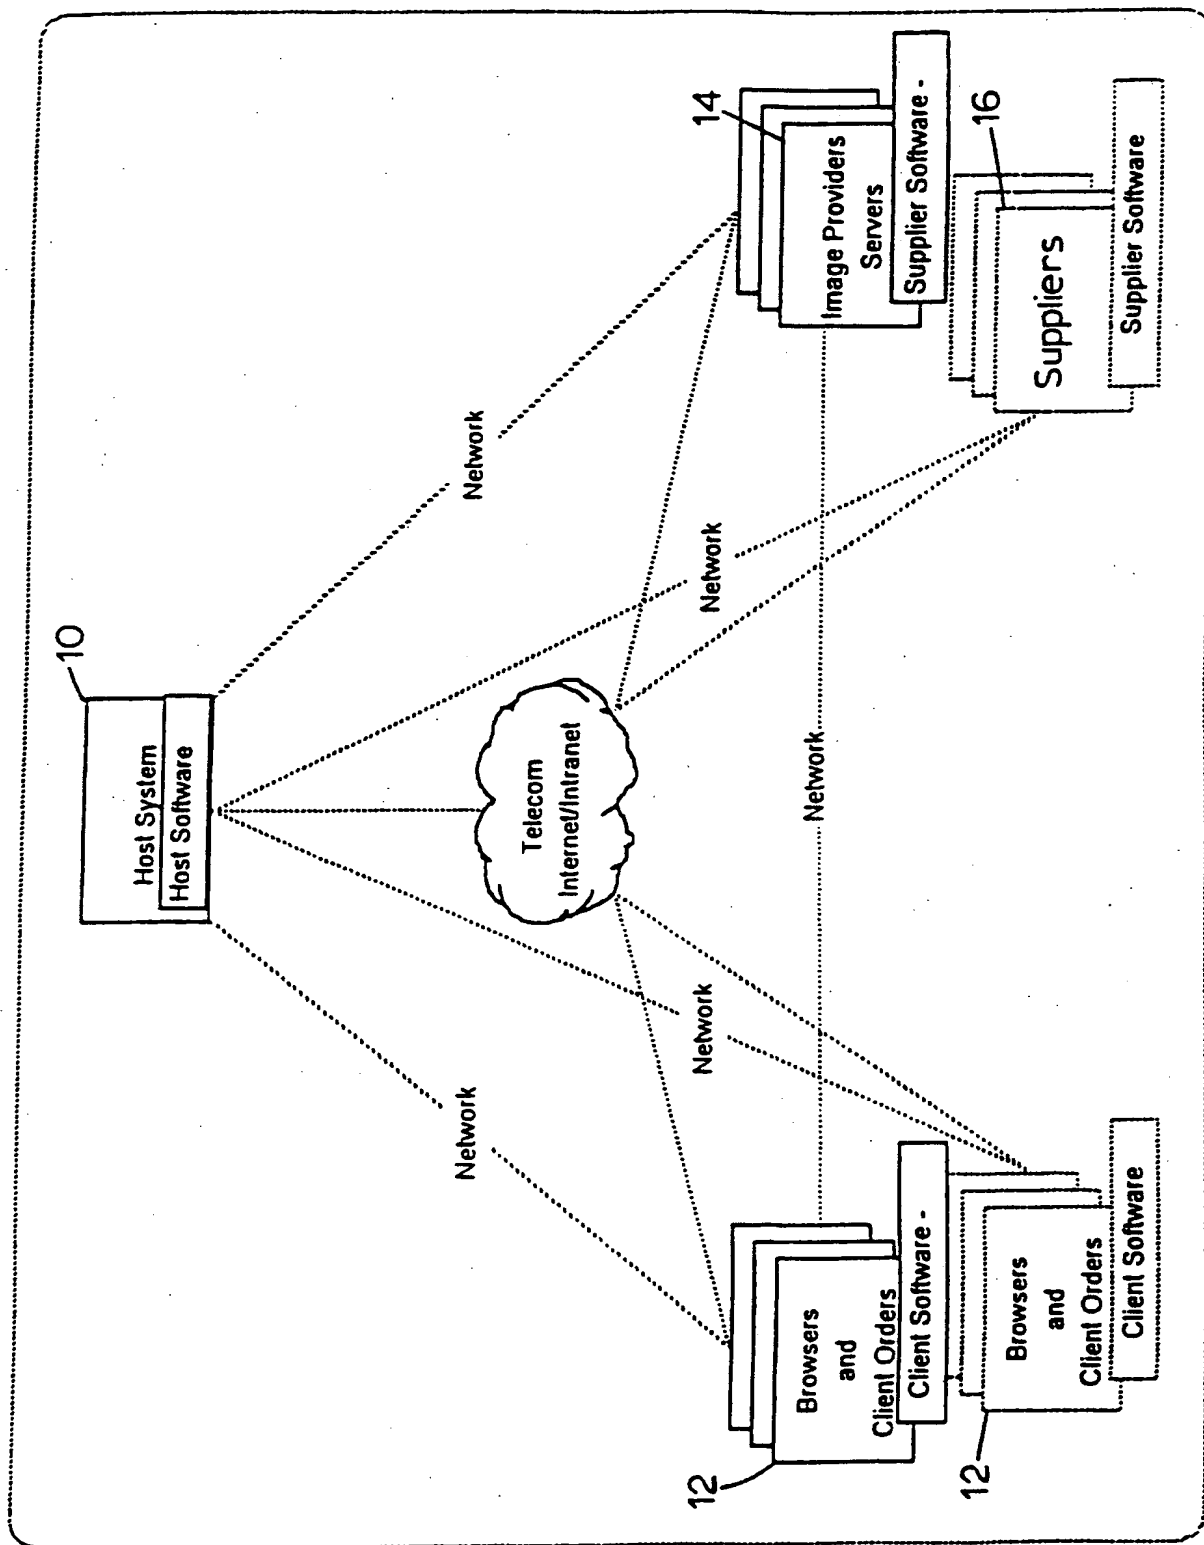 10
Host System
Host Software
Network
Network
Telecom
Internet/Intranet
Network
Network
Network
12
Browsers
and
Client Orders
Client Software -
12
Browsers
and
Client Orders
Client Software
14
Image Providers
Servers
Supplier Software -
16
Suppliers
Supplier Software